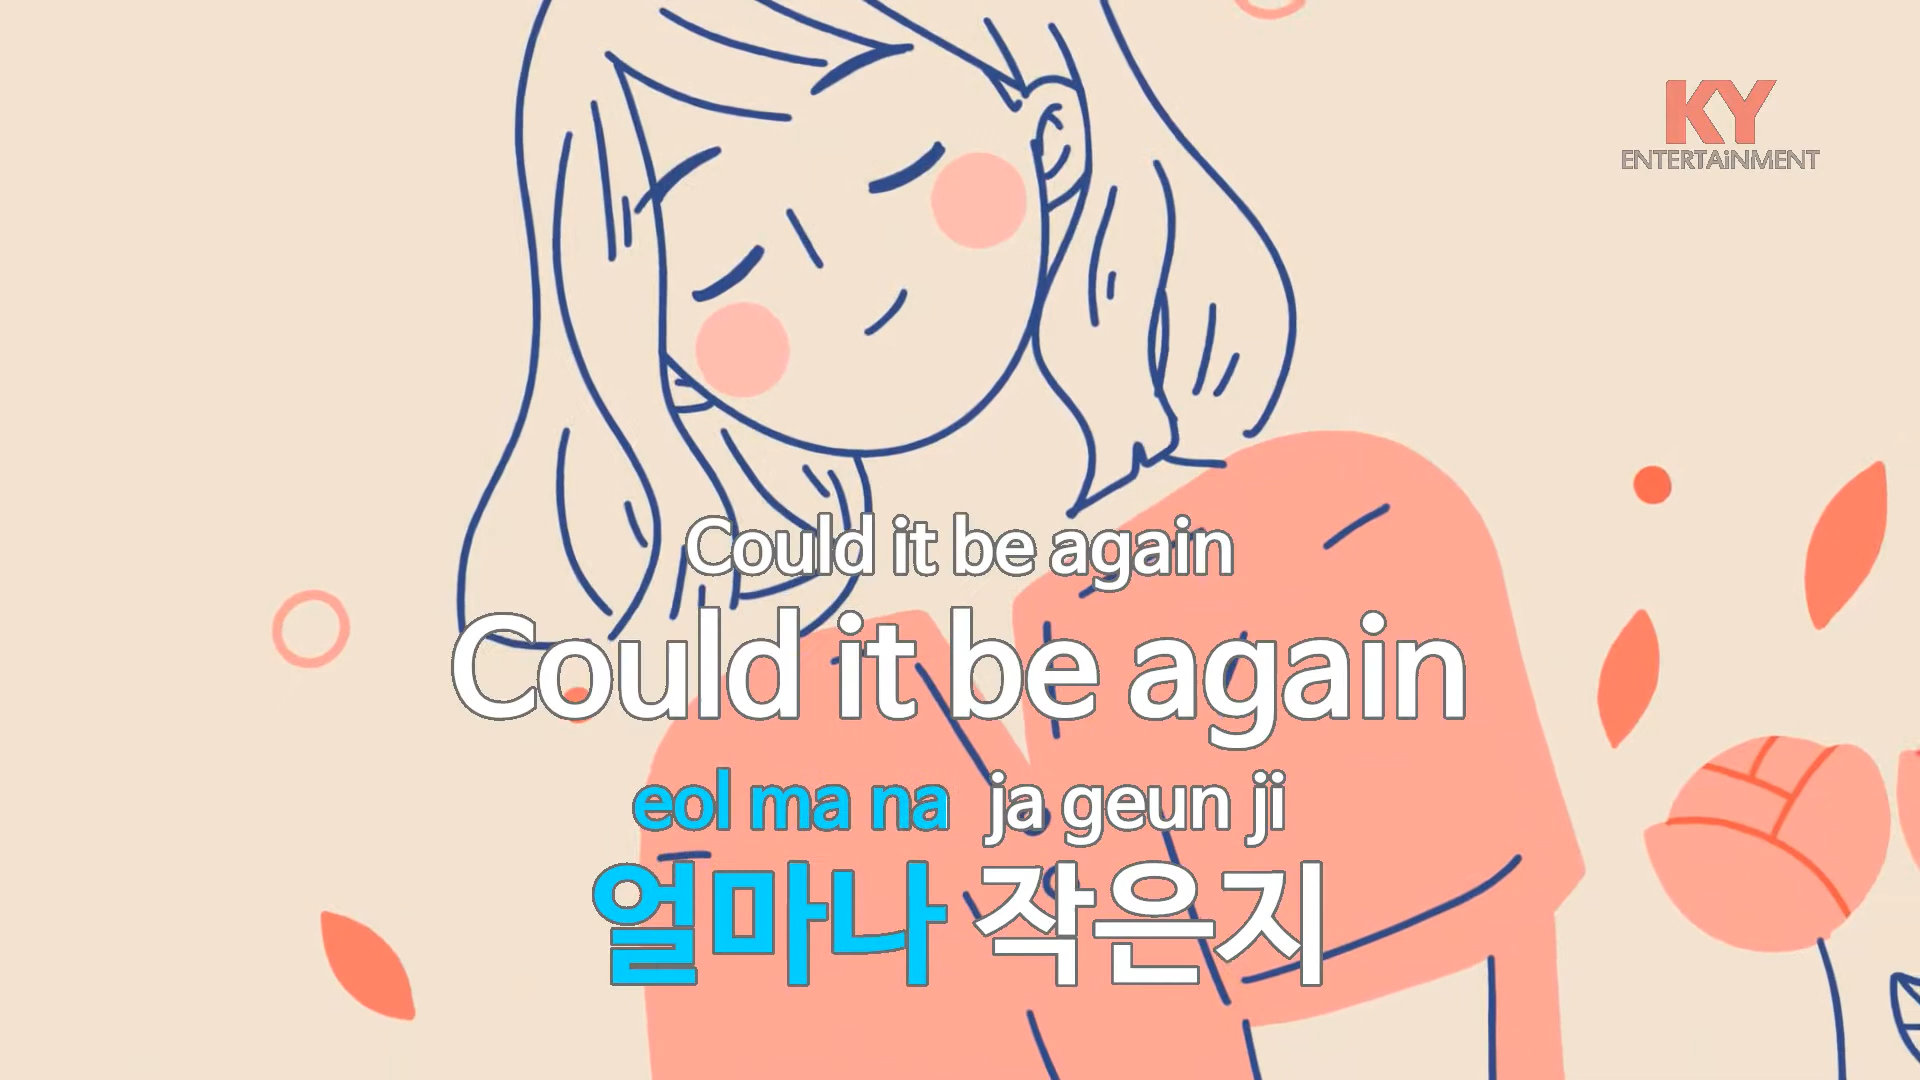 KY
ENTERTAiNMENT
Could it be again
Could it be again
eol ma na ja geun ji
얼마나 작은지